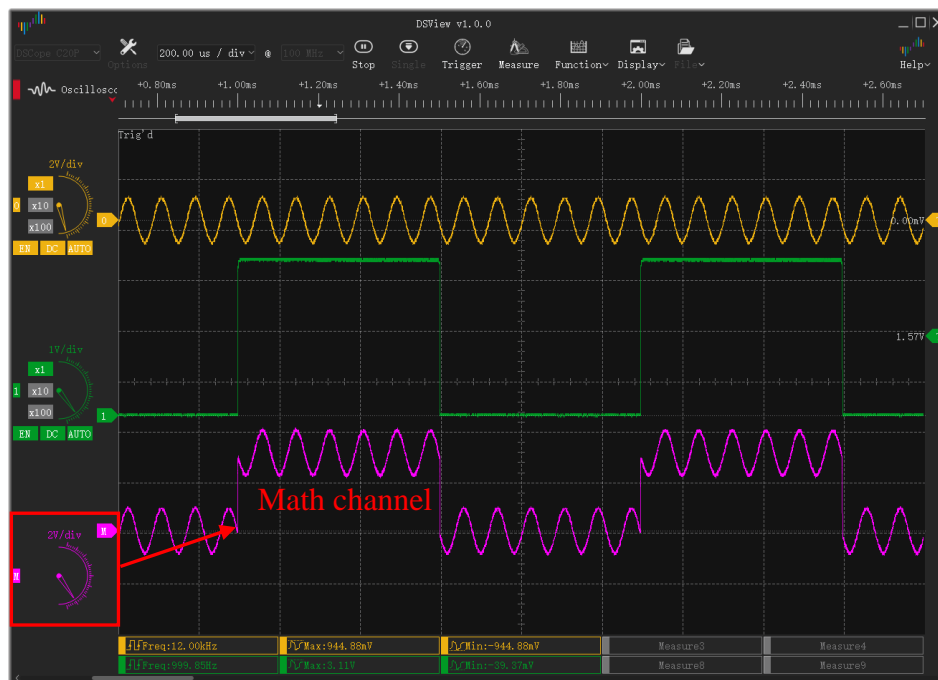 DSView v1.0.0
DSCope C20P
Options
200.00 us / div @ 100 MHz
Stop
Single
Trigger
Measure
Function
Display
File
Help
Oscillosco
+0.80ms +1.00ms +1.20ms +1.40ms +1.60ms +1.80ms +2.00ms +2.20ms +2.40ms +2.60ms
Trig'd
2V/div
x1
0 x10
x100
EN DC AUTO
0
0.00mV
1.57V
1V/div
x1
1 x10
x100
EN DC AUTO
1
Math channel
2V/div
M
M
Freq:12.00kHz Max:944.88mV Min:-944.88mV Measure3 Measure4
Freq:999.85Hz Max:3.11V Min:-39.37mV Measure8 Measure9